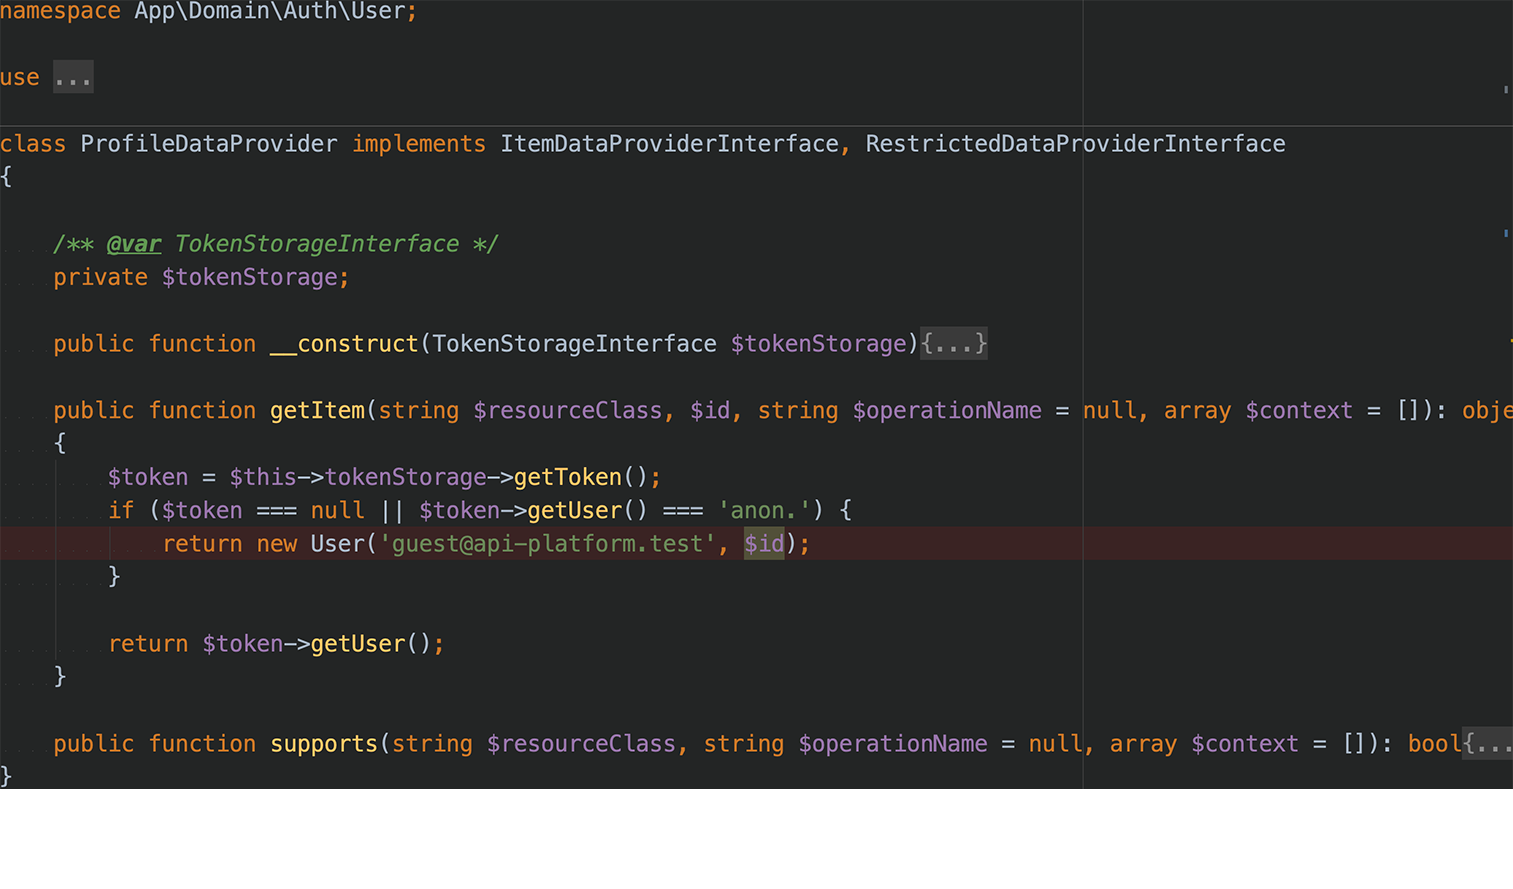 namespace App\Domain\Auth\User;
use ...
class ProfileDataProvider implements ItemDataProviderInterface, RestrictedDataProviderInterface
{
/** @var TokenStorageInterface */
private $tokenStorage;
public function __construct(TokenStorageInterface $tokenStorage){...}
public function getItem(string $resourceClass, $id, string $operationName = null, array $context = []): obje
{
$token = $this->tokenStorage->getToken();
if ($token === null || $token->getUser() === 'anon.') {
return new User('guest@api-platform.test', $id);
}
return $token->getUser();
}
public function supports(string $resourceClass, string $operationName = null, array $context = []): bool{...
}